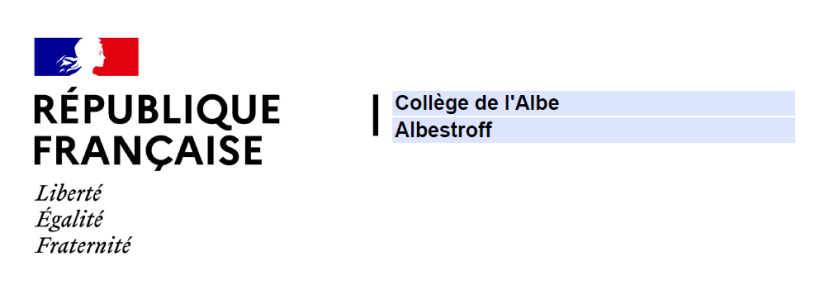 RÉPUBLIQUE
FRANÇAISE
Liberté
Égalité
Fraternité
Collège de l'Albe
Albestroff